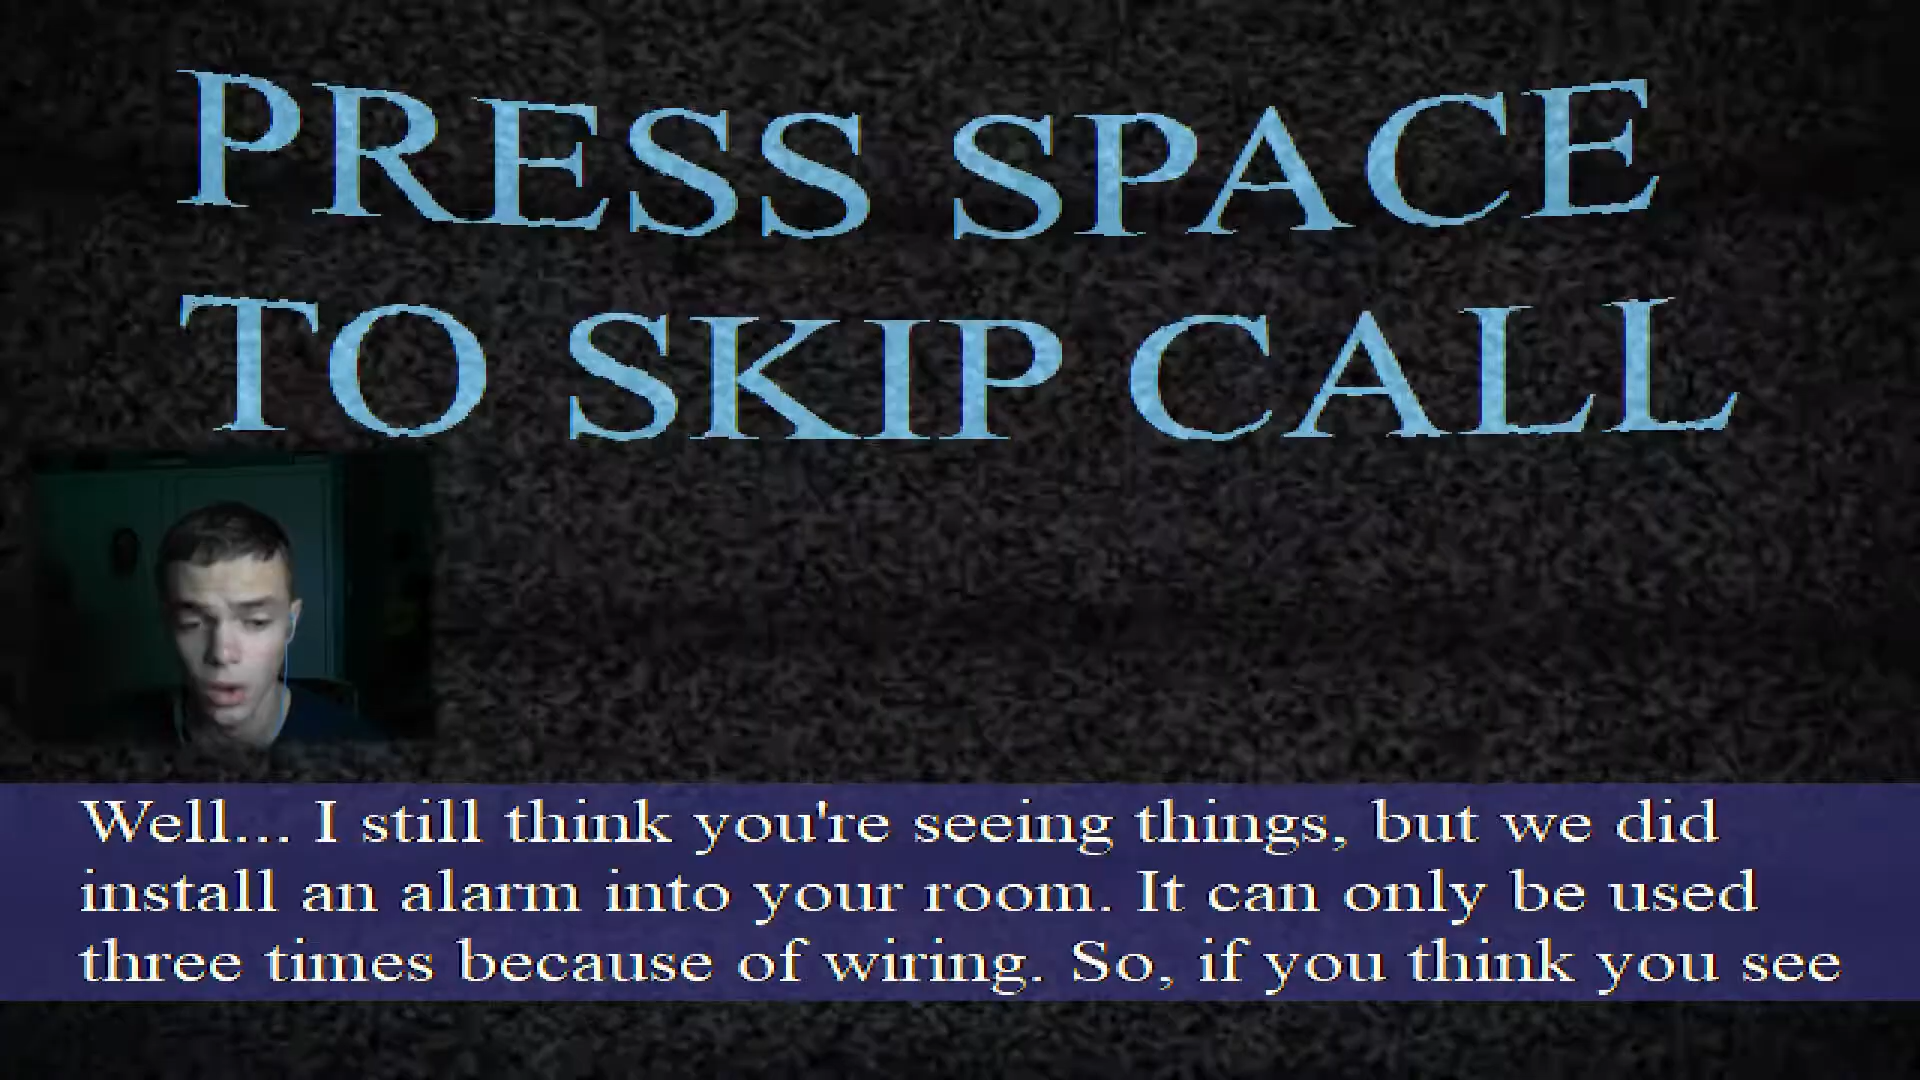 PRESS SPACE
TO SKIP CALL
Well... I still think you're seeing things, but we did
install an alarm into your room. It can only be used
three times because of wiring. So, if you think you see